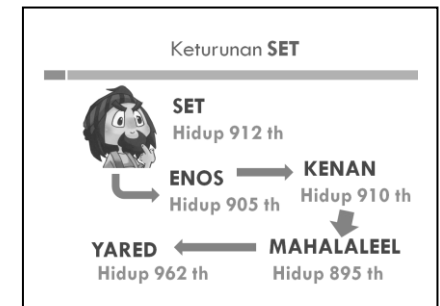 Keturunan SET
SET
Hidup 912 th
ENOS
Hidup 905 th
KENAN
Hidup 910 th
MAHALALEEL
Hidup 895 th
YARED
Hidup 962 th